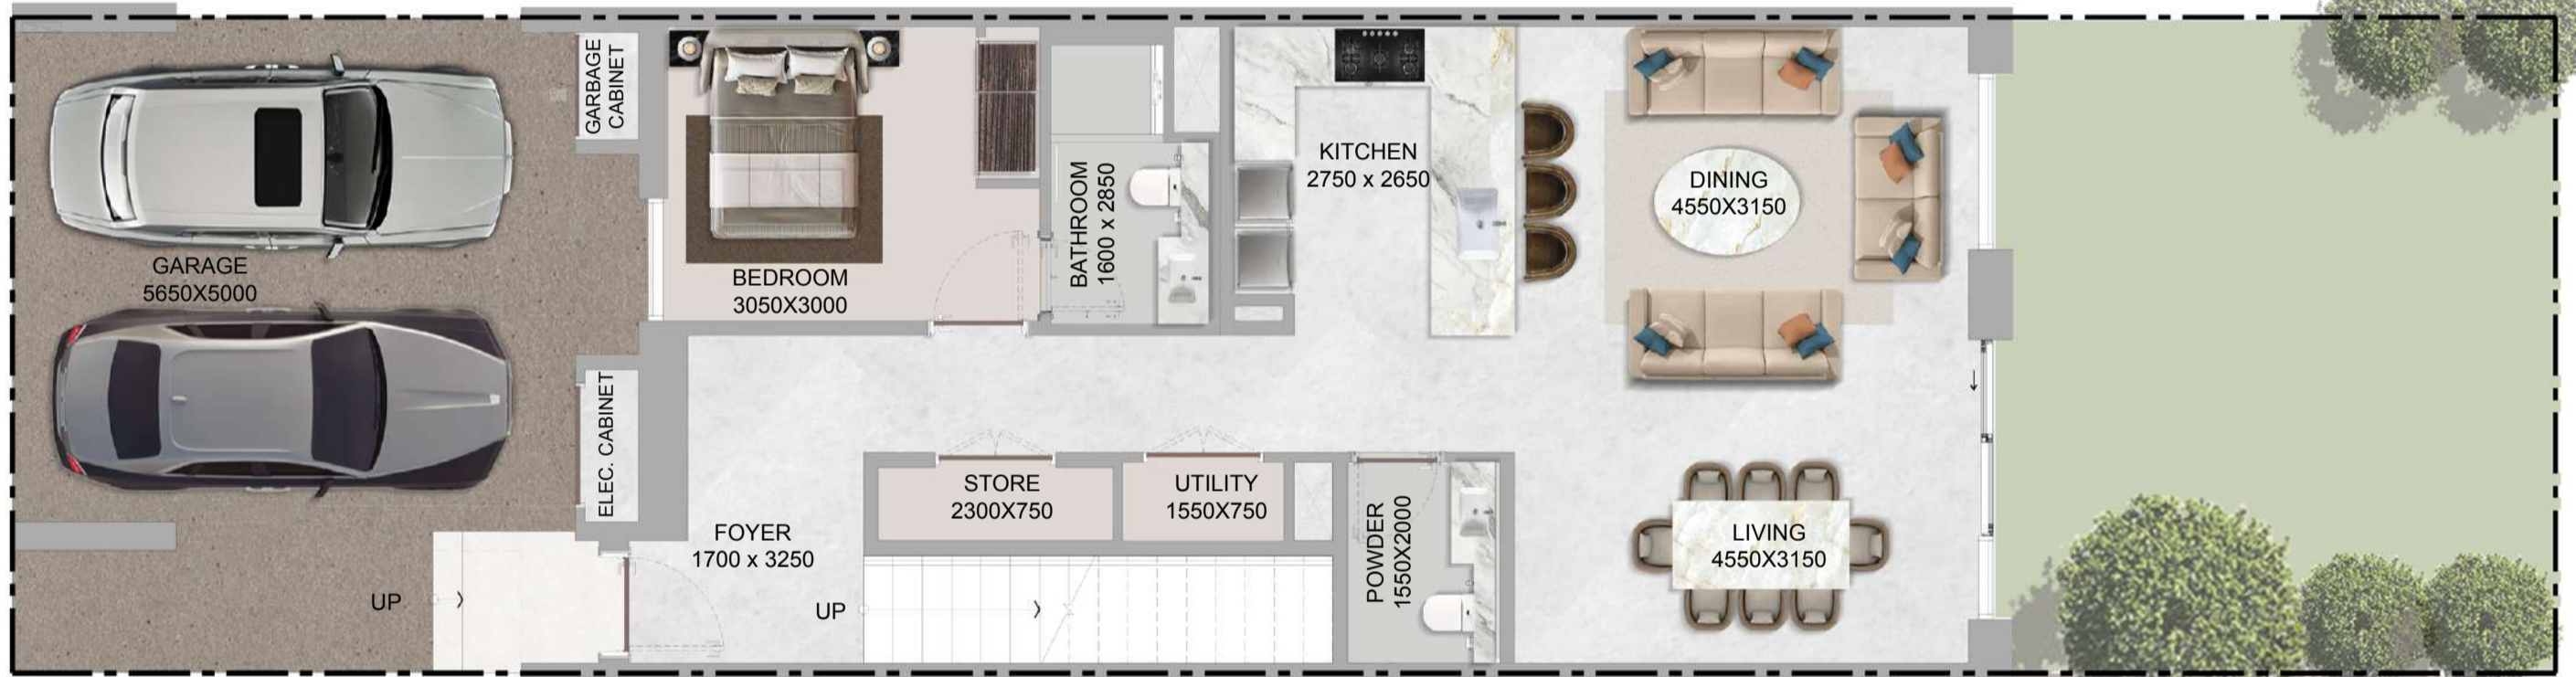 GARBAGE
CABINET
GARAGE
5650X5000
ELEC. CABINET
UP
BEDROOM
3050X3000
BATHROOM
1600 x 2850
KITCHEN
2750 x 2650
DINING
4550X3150
FOYER
1700 x 3250
STORE
2300X750
UTILITY
1550X750
UP
POWDER
1550X2000
LIVING
4550X3150